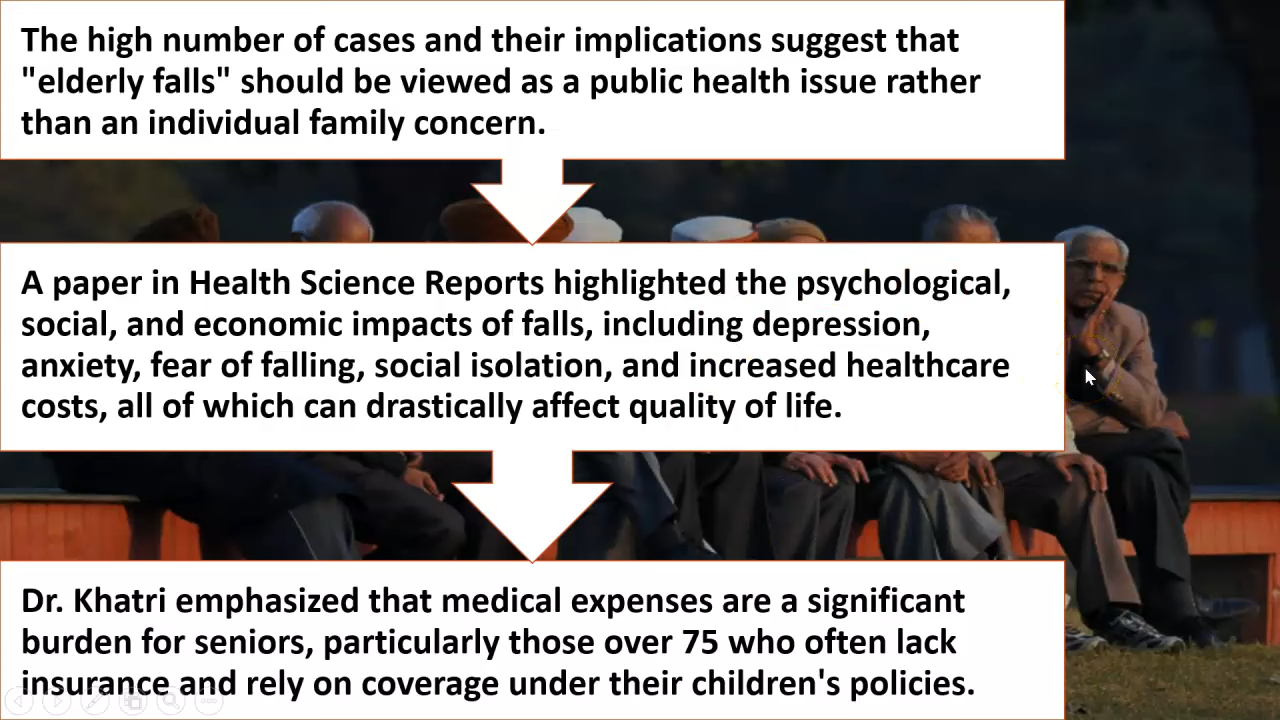 The high number of cases and their implications suggest that
"elderly falls" should be viewed as a public health issue rather
than an individual family concern.
A paper in Health Science Reports highlighted the psychological,
social, and economic impacts of falls, including depression,
anxiety, fear of falling, social isolation, and increased healthcare
costs, all of which can drastically affect quality of life.
Dr. Khatri emphasized that medical expenses are a significant
burden for seniors, particularly those over 75 who often lack
insurance and rely on coverage under their children's policies.